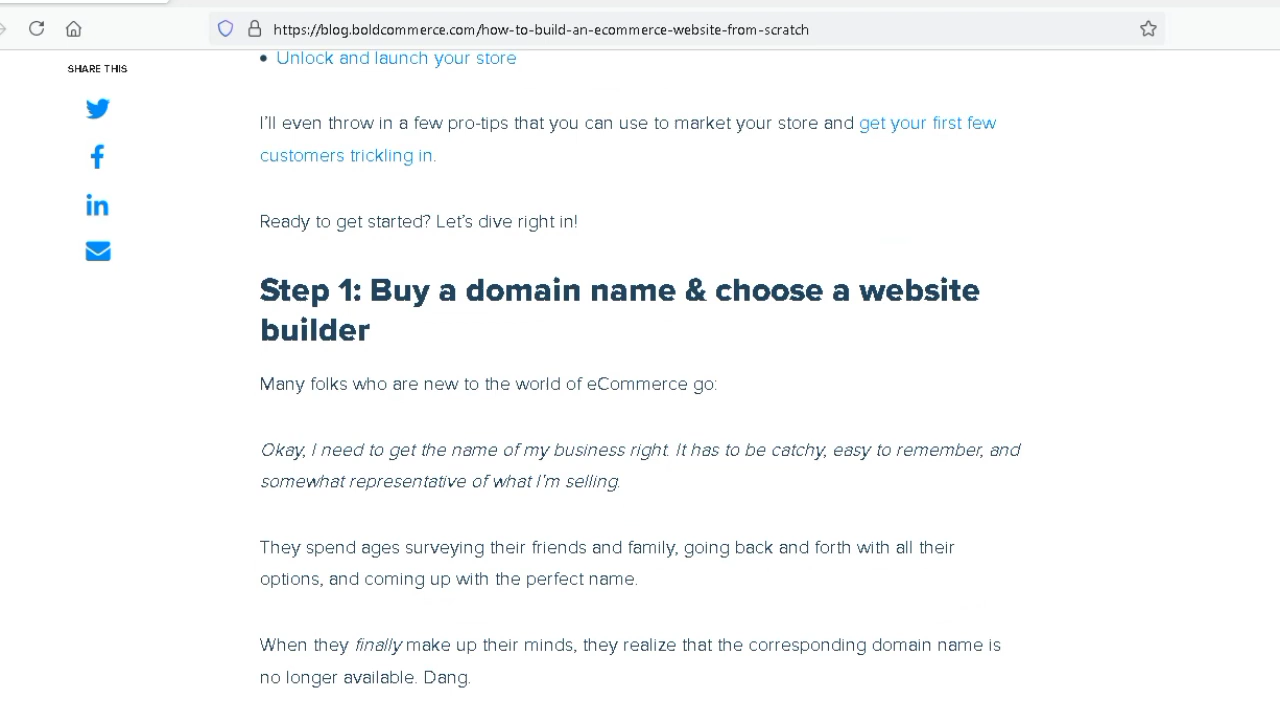 https://blog.boldcommerce.com/how-to-build-an-ecommerce-website-from-scratch
SHARE THIS
• Unlock and launch your store
I'll even throw in a few pro-tips that you can use to market your store and get your first few
customers trickling in.
Ready to get started? Let's dive right in!
Step 1: Buy a domain name & choose a website
builder
Many folks who are new to the world of eCommerce go:
Okay, I need to get the name of my business right. It has to be catchy, easy to remember, and
somewhat representative of what I'm selling.
They spend ages surveying their friends and family, going back and forth with all their
options, and coming up with the perfect name.
When they finally make up their minds, they realize that the corresponding domain name is
no longer available. Dang.